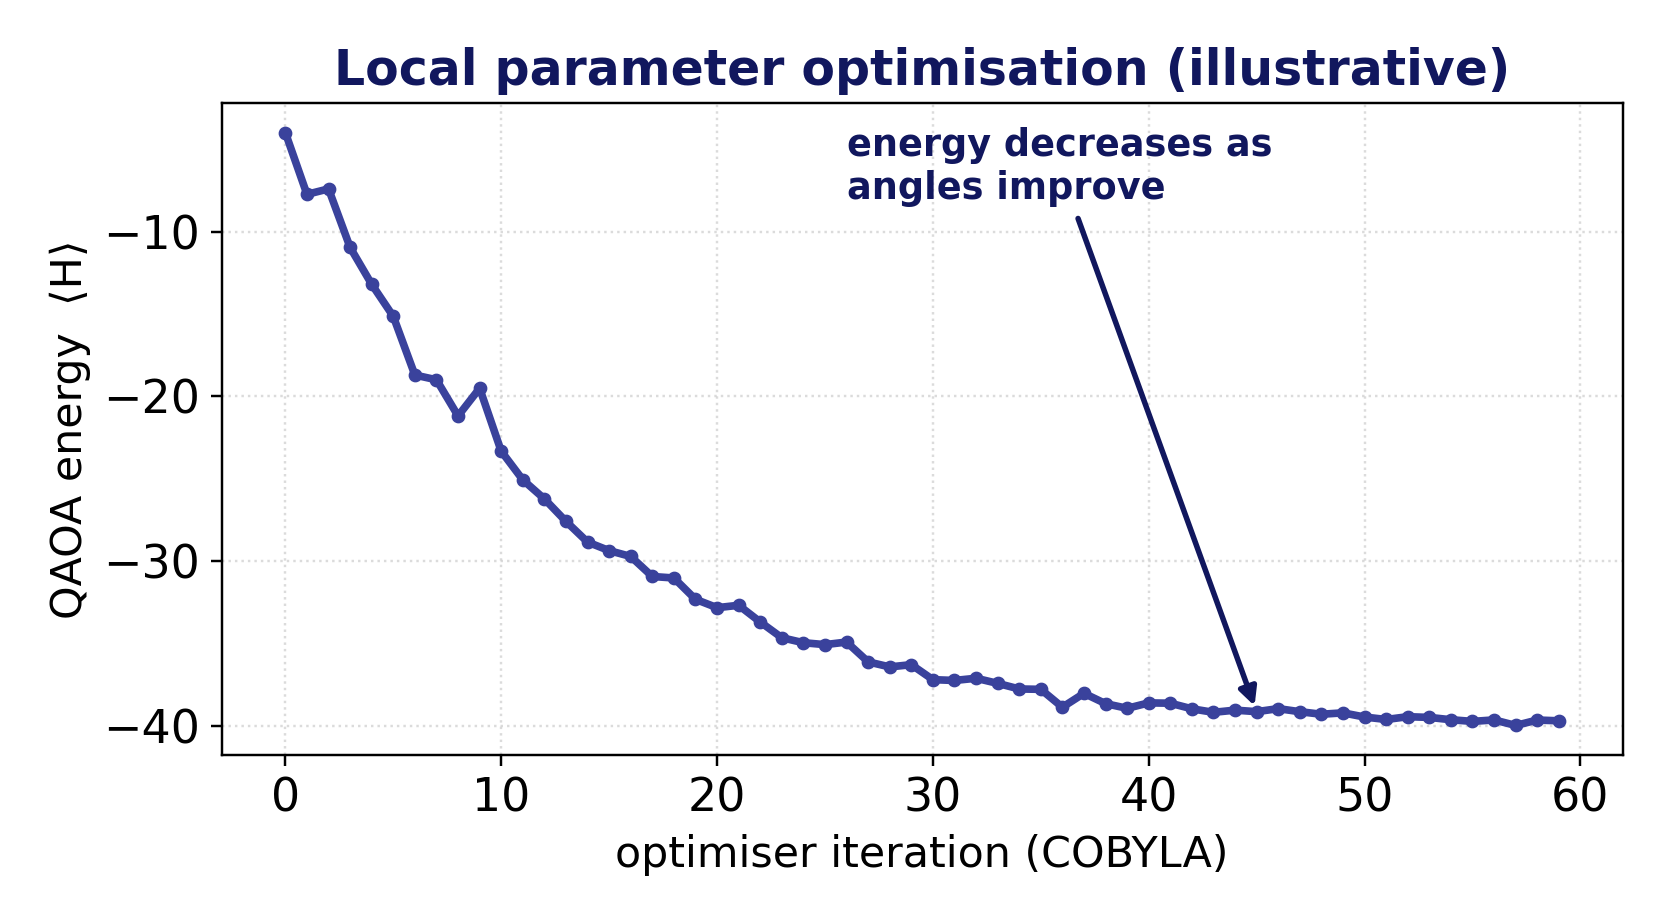 Local parameter optimisation (illustrative)
energy decreases as
angles improve
QAOA energy ⟨H⟩
−10
−20
−30
−40
0 10 20 30 40 50 60
optimiser iteration (COBYLA)